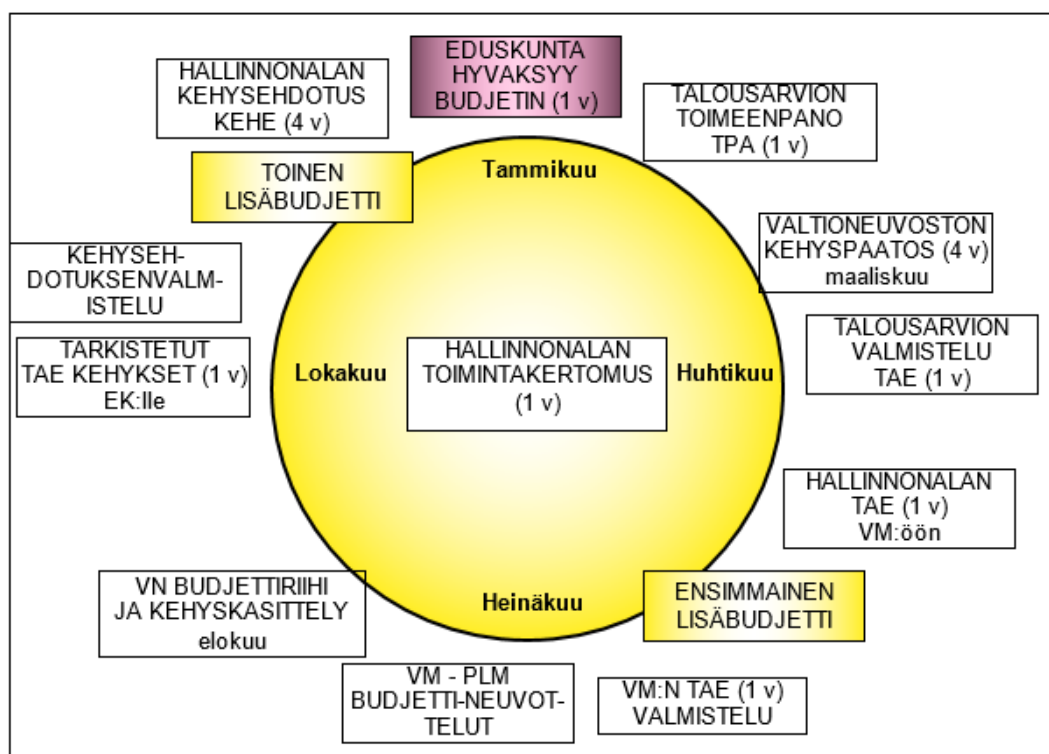 EDUSKUNTA
HYVAKSYY
BUDJETIN (1 v)
HALLINNONALAN
KEHYSEHDOTUS
KEHE (4 v)
TALOUSARVION
TOIMEENPANO
TPA (1 v)
TOINEN
LISÄBUDJETTI
Tammikuu
VALTIONEUVOSTON
KEHYSPAATOS (4 v)
maaliskuu
KEHYSEH-
DOTUKSENVALM-
ISTELU
TALOUSARVION
VALMISTELU
TAE (1 v)
TARKISTETUT
TAE KEHYKSET (1 v)
EK:lle
Lokakuu
HALLINNONALAN
TOIMINTAKERTOMUS
(1 v)
Huhtikuu
HALLINNONALAN
TAE (1 v)
VM:öön
VN BUDJETTIRIIHI
JA KEHYSKASITTELY
elokuu
Heinäkuu
ENSIMMAINEN
LISÄBUDJETTI
VM - PLM
BUDJETTI-NEUVOT-
TELUT
VM:N TAE (1 v)
VALMISTELU